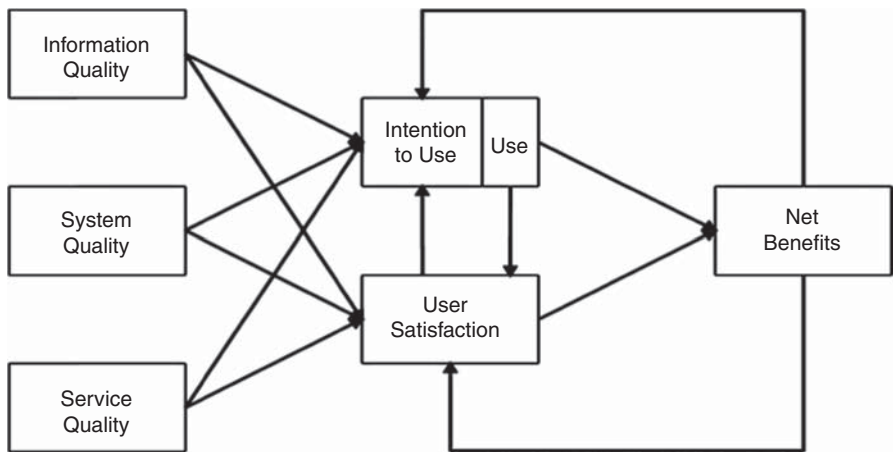 Information
Quality
System
Quality
Service
Quality
Intention
to Use
Use
User
Satisfaction
Net
Benefits